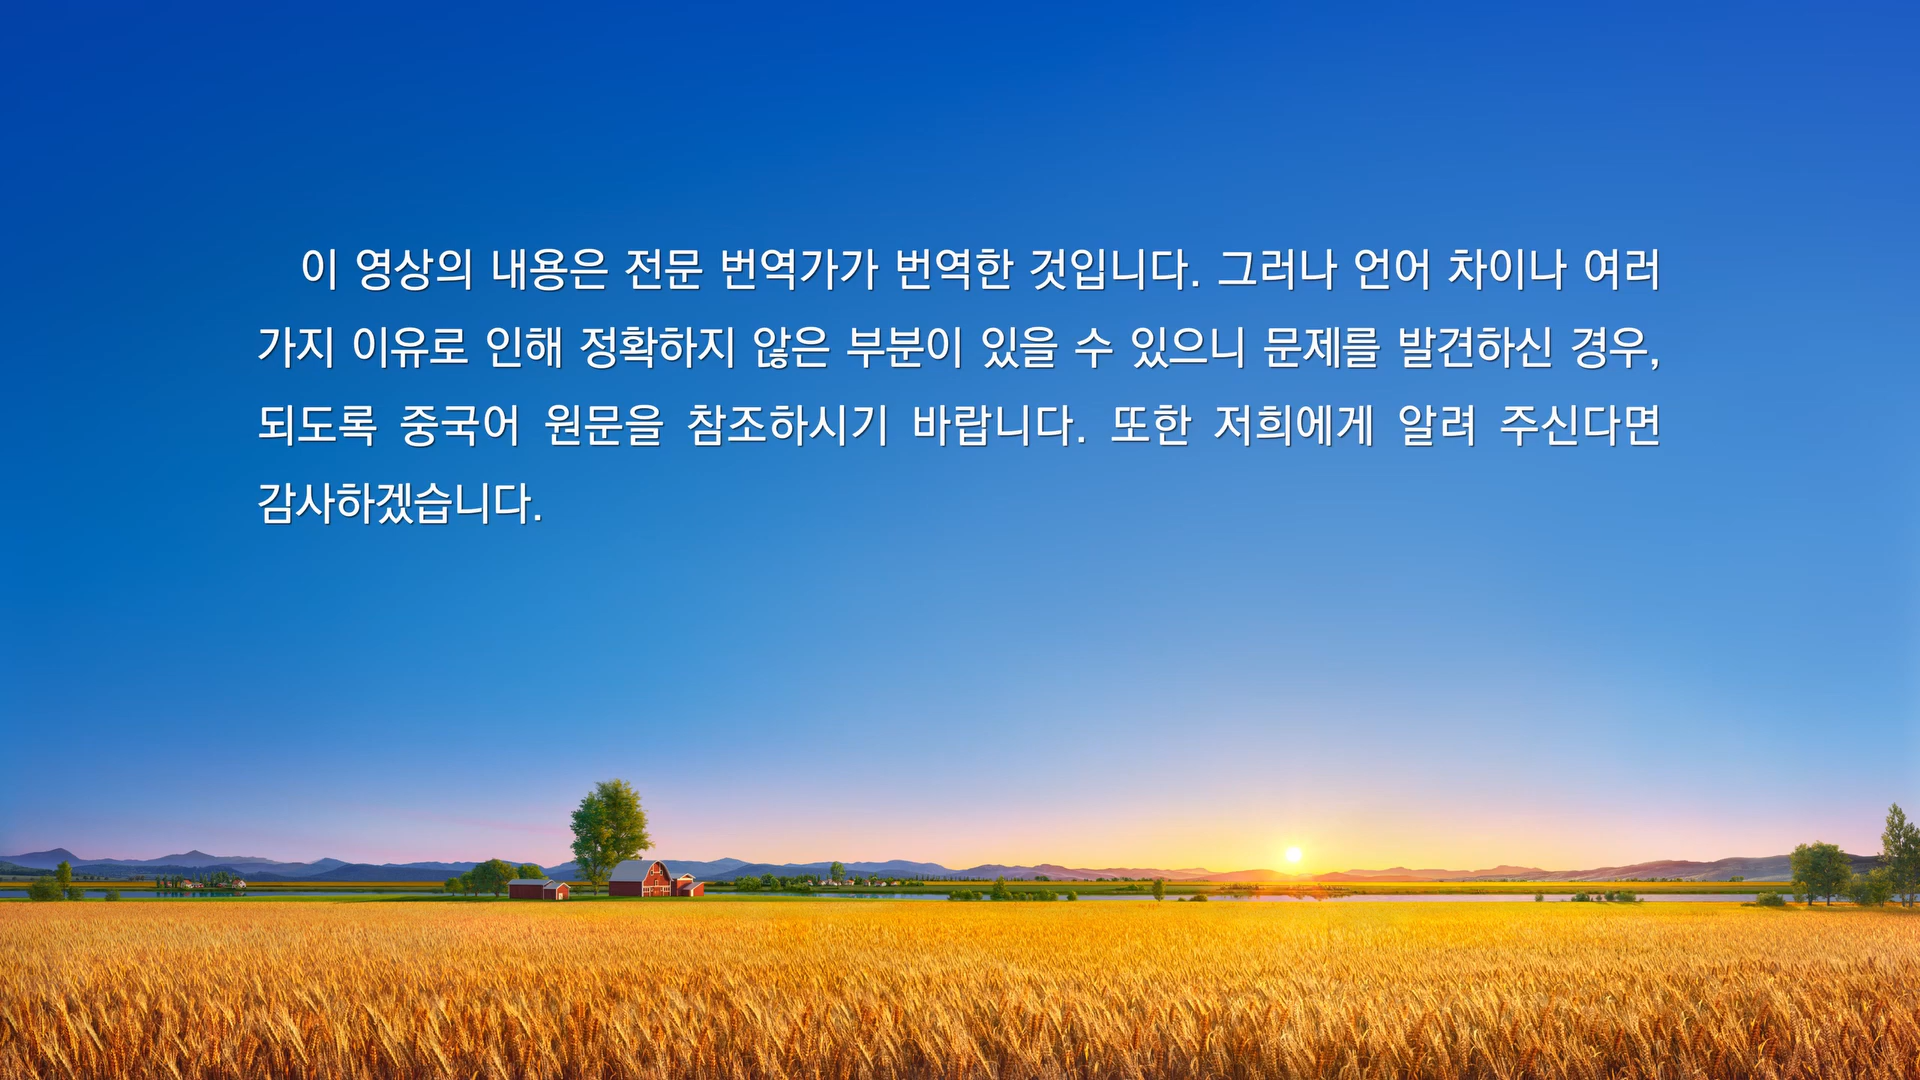 이 영상의 내용은 전문 번역가가 번역한 것입니다. 그러나 언어 차이나 여러
가지 이유로 인해 정확하지 않은 부분이 있을 수 있으니 문제를 발견하신 경우,
되도록 중국어 원문을 참조하시기 바랍니다. 또한 저희에게 알려 주신다면
감사하겠습니다.